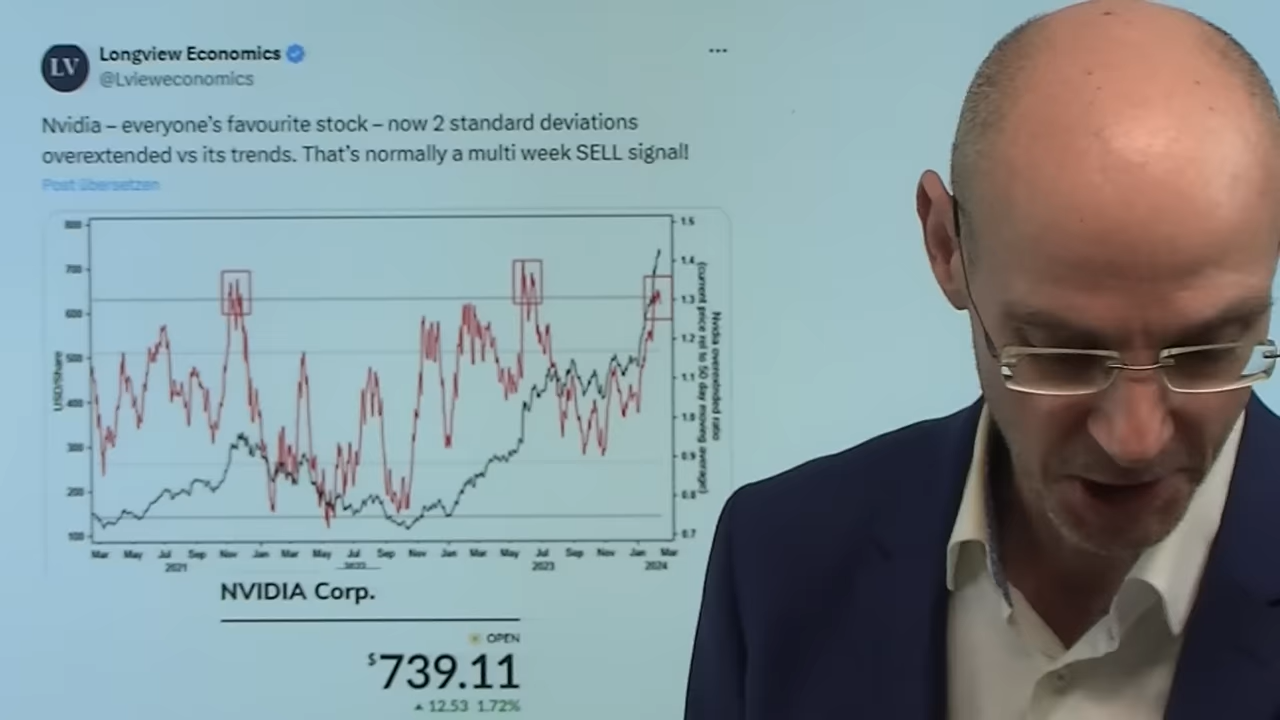 LV
Longview Economics
@Lvieweconomics
...
Nvidia – everyone's favourite stock – now 2 standard deviations
overextended vs its trends. That's normally a multi week SELL signal!
Post übersetzen
800
700
600
500
400
300
200
100
USD/Share
1.5
1.4
1.3
1.2
1.1
1.0
0.9
0.8
0.7
Nvidia overextended ratio
(current price rel to 50 day moving average)
Mar May Jul Sep Nov Jan Mar May Jul Sep Nov Jan Mar May Jul Sep Nov Jan Mar
2021 2022 2023 2024
NVIDIA Corp.
OPEN
$739.11
▲ 12.53 1.72%